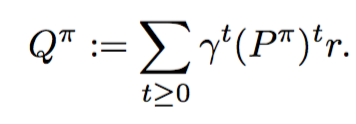 Q^π := ∑_{t≥0} γ^t (P^π)^t r.